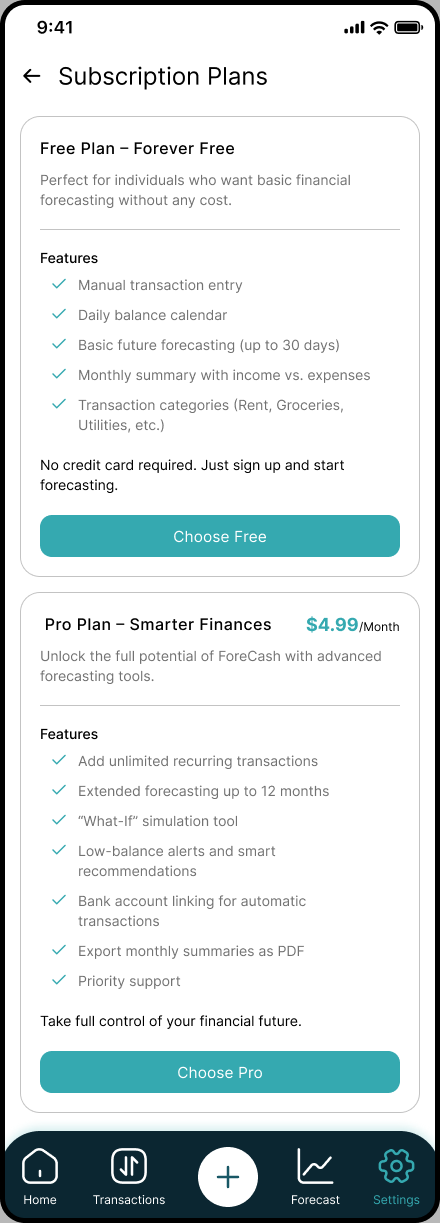 9:41
Subscription Plans
Free Plan – Forever Free
Perfect for individuals who want basic financial
forecasting without any cost.
Features
Manual transaction entry
Daily balance calendar
Basic future forecasting (up to 30 days)
Monthly summary with income vs. expenses
Transaction categories (Rent, Groceries,
Utilities, etc.)
No credit card required. Just sign up and start
forecasting.
Choose Free
Pro Plan – Smarter Finances $4.99/Month
Unlock the full potential of ForeCash with advanced
forecasting tools.
Features
Add unlimited recurring transactions
Extended forecasting up to 12 months
“What-If” simulation tool
Low-balance alerts and smart
recommendations
Bank account linking for automatic
transactions
Export monthly summaries as PDF
Priority support
Take full control of your financial future.
Choose Pro
Home Transactions Forecast Settings